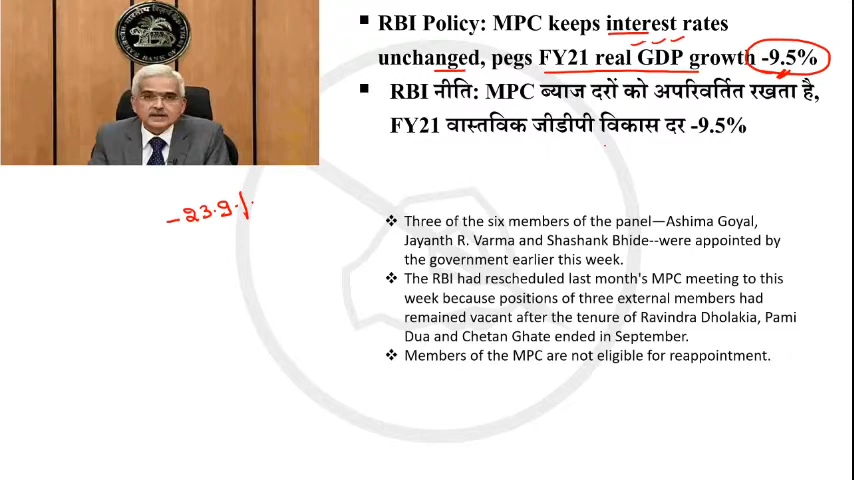 RBI Policy: MPC keeps interest rates
unchanged, pegs FY21 real GDP growth -9.5%
RBI नीति: MPC ब्याज दरों को अपरिवर्तित रखता है,
FY21 वास्तविक जीडीपी विकास दर -9.5%
-23.9%
Three of the six members of the panel—Ashima Goyal,
Jayanth R. Varma and Shashank Bhide--were appointed by
the government earlier this week.
The RBI had rescheduled last month's MPC meeting to this
week because positions of three external members had
remained vacant after the tenure of Ravindra Dholakia, Pami
Dua and Chetan Ghate ended in September.
Members of the MPC are not eligible for reappointment.